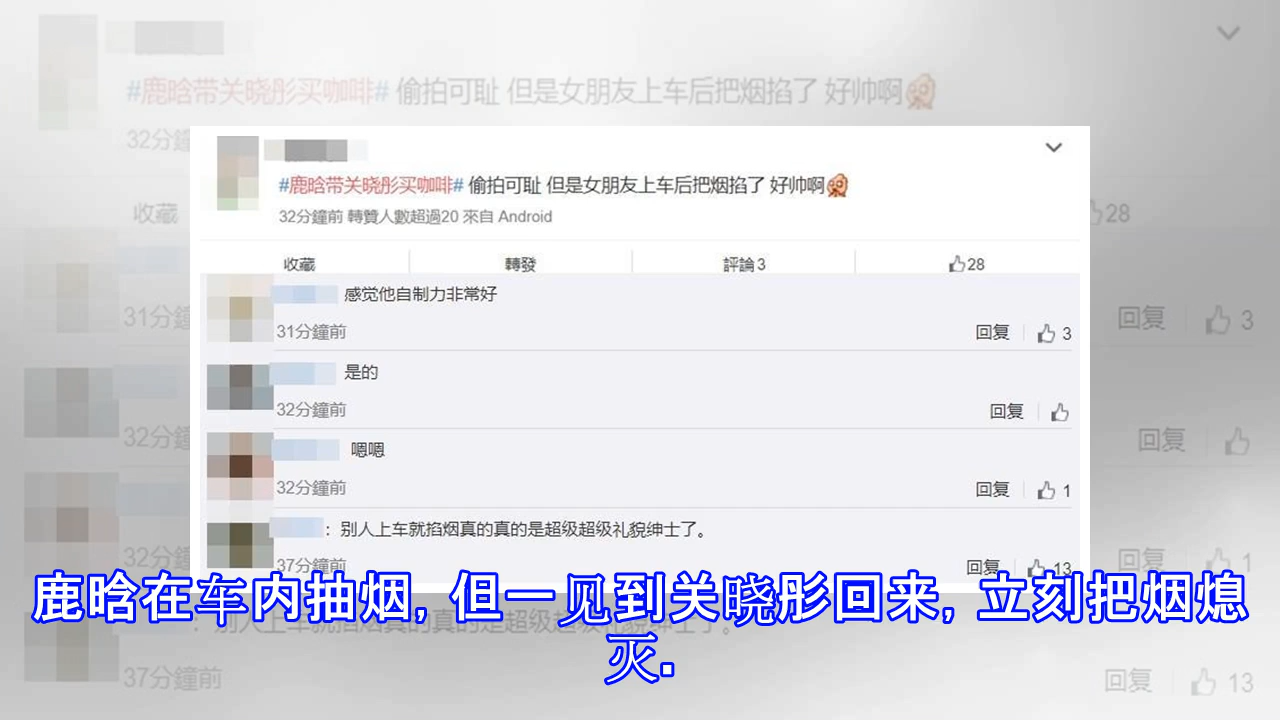 #鹿晗带关晓彤买咖啡# 偷拍可耻 但是女朋友上车后把烟掐了 好帅啊
32分鐘前 轉贊人數超過20 來自 Android
收藏 轉發 評論 3 28
感觉他自制力非常好
31分鐘前 回复 3
是的
32分鐘前 回复
嗯嗯
32分鐘前 回复 1
：别人上车就掐烟真的真的是超级超级礼貌绅士了。
37分鐘前 回复 13
鹿晗在车内抽烟, 但一见到关晓彤回来, 立刻把烟熄
灭.